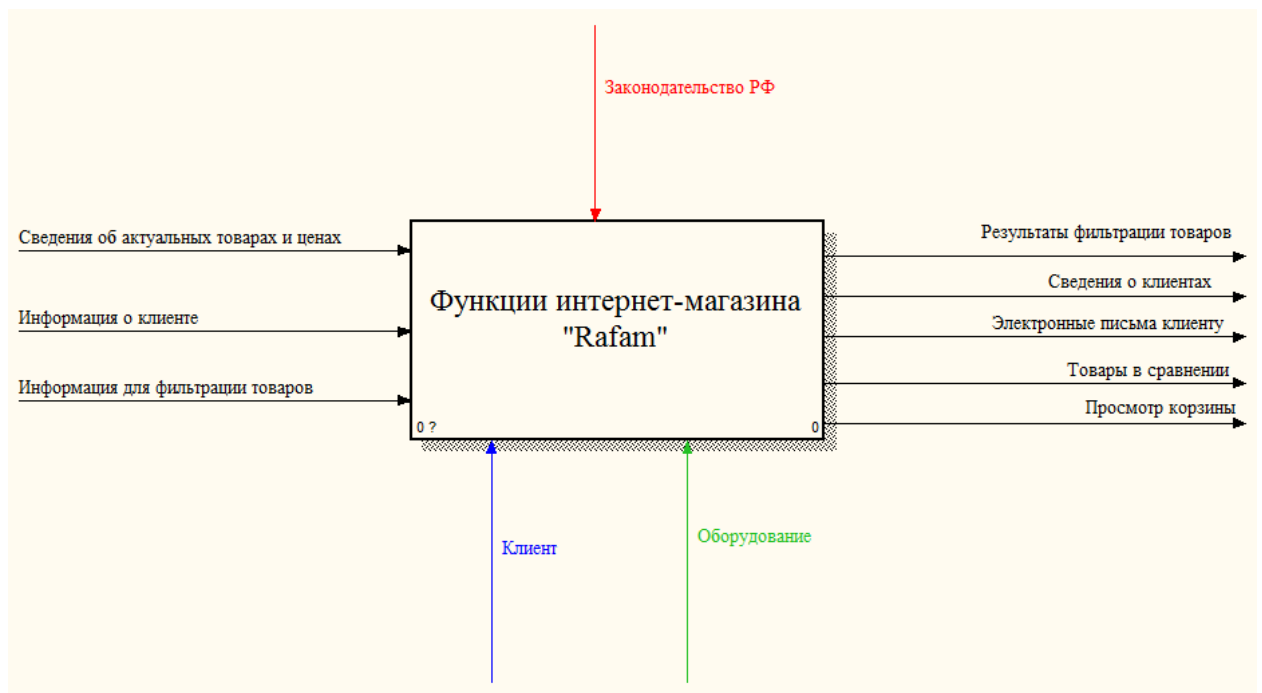 Законодательство РФ
Сведения об актуальных товарах и ценах
Информация о клиенте
Информация для фильтрации товаров
Функции интернет-магазина
"Rafam"
0 ?
0
Результаты фильтрации товаров
Сведения о клиентах
Электронные письма клиенту
Товары в сравнении
Просмотр корзины
Клиент
Оборудование